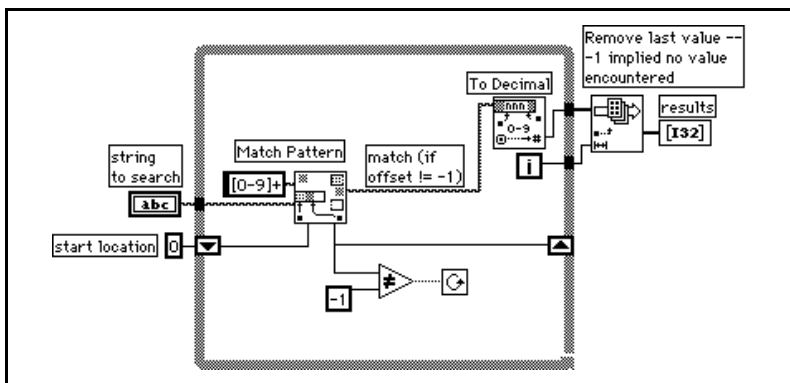 Remove last value --
-1 implied no value
encountered
To Decimal
nnn
0-9
#
results
[I32]
string
to search
abc
Match Pattern
[0-9]+
match (if
offset != -1)
i
start location
0
≠
-1